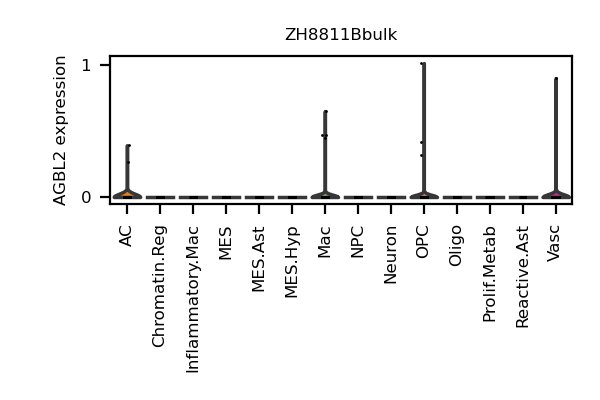 ZH8811Bbulk
AGBL2 expression
1
0
AC
Chromatin.Reg
Inflammatory.Mac
MES
MES.Ast
MES.Hyp
Mac
NPC
Neuron
OPC
Oligo
Prolif.Metab
Reactive.Ast
Vasc